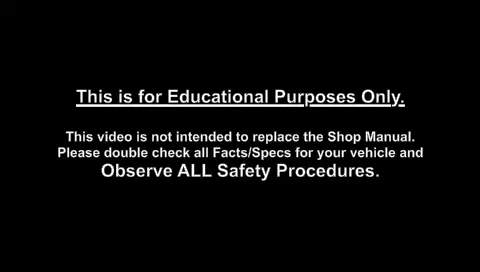 This is for Educational Purposes Only.
This video is not intended to replace the Shop Manual.
Please double check all Facts/Specs for your vehicle and
Observe ALL Safety Procedures.